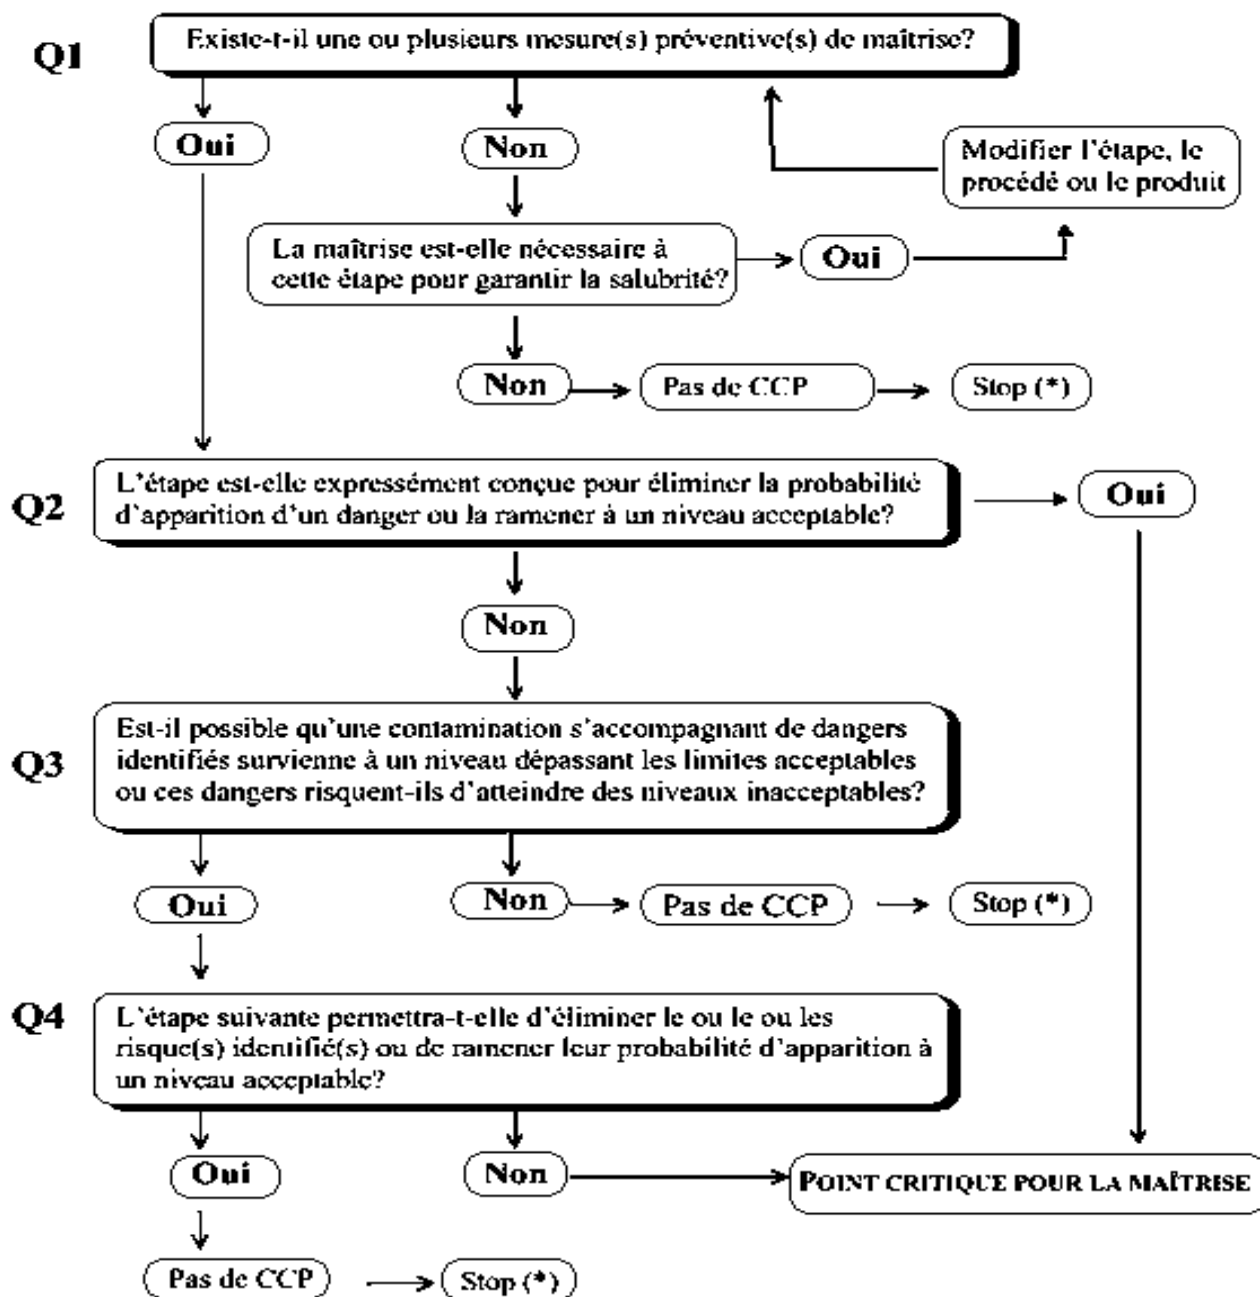 Q1
Existe-t-il une ou plusieurs mesure(s) préventive(s) de maîtrise?
Oui
Non
Modifier l'étape, le
procédé ou le produit
La maîtrise est-elle nécessaire à
cette étape pour garantir la salubrité?
Oui
Non
Pas de CCP
Stop (*)
Q2
L'étape est-elle expressément conçue pour éliminer la probabilité
d'apparition d'un danger ou la ramener à un niveau acceptable?
Oui
Non
Q3
Est-il possible qu'une contamination s'accompagnant de dangers
identifiés survienne à un niveau dépassant les limites acceptables
ou ces dangers risquent-ils d'atteindre des niveaux inacceptables?
Oui
Non
Pas de CCP
Stop (*)
Q4
L'étape suivante permettra-t-elle d'éliminer le ou le ou les
risque(s) identifié(s) ou de ramener leur probabilité d'apparition à
un niveau acceptable?
Oui
Non
POINT CRITIQUE POUR LA MAÎTRISE
Pas de CCP
Stop (*)